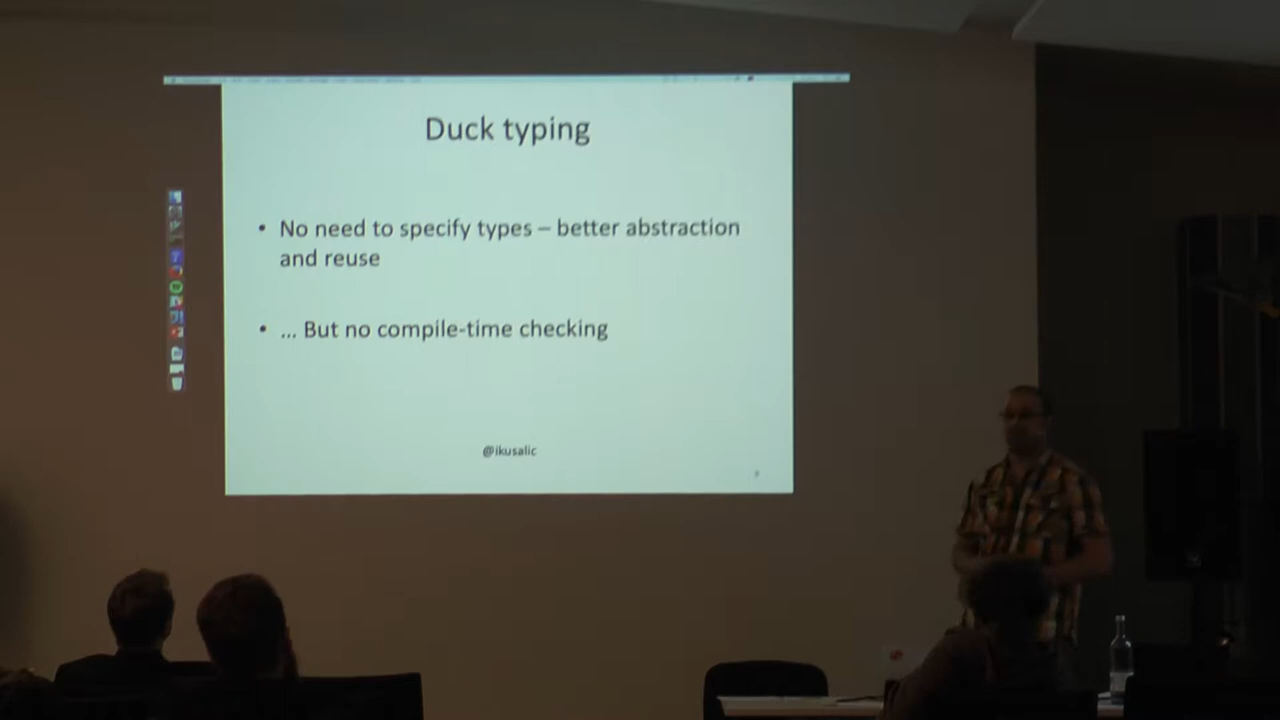 Duck typing
• No need to specify types – better abstraction
and reuse
• ... But no compile-time checking
@ikusalic